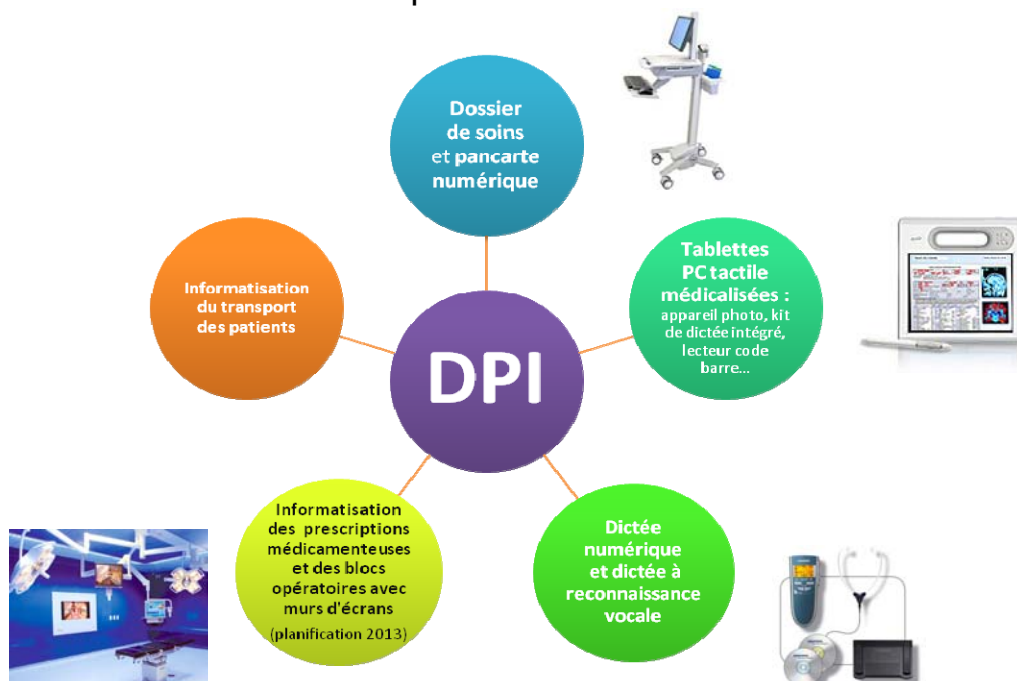 Dossier
de soins
et pancarte
numérique
Informatisation
du transport
des patients
Tablettes
PC tactile
médicalisées :
appareil photo, kit
de dictée intégré,
lecteur code
barre...
DPI
Informatisation
des prescriptions
médicamenteuses
et des blocs
opératoires avec
murs d'écrans
(planification 2013)
Dictée
numérique
et dictée à
reconnaissance
vocale